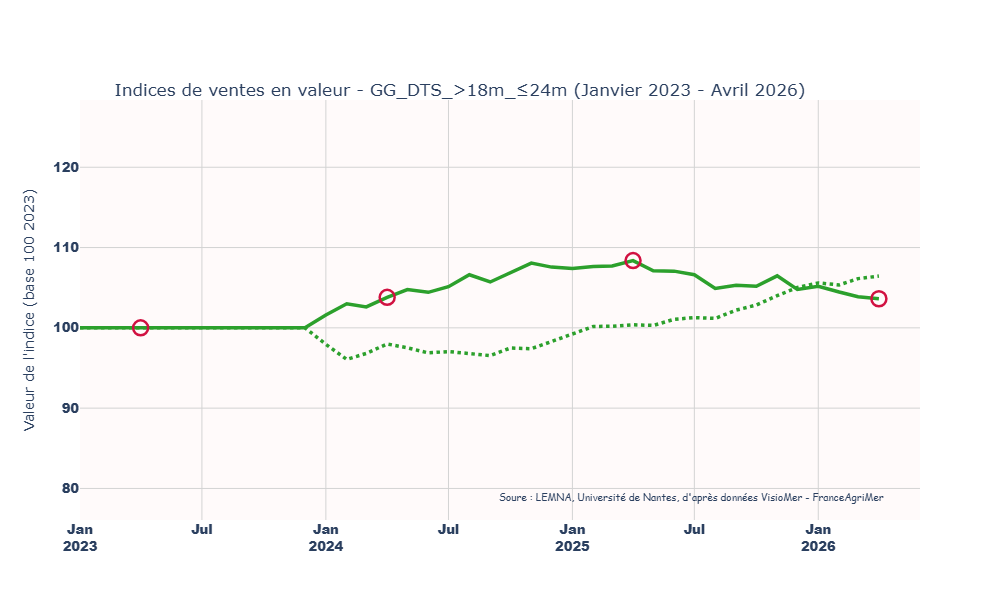 Indices de ventes en valeur - GG_DTS_>18m_≤24m (Janvier 2023 - Avril 2026)
Valeur de l'indice (base 100 2023)
120
110
100
90
80
Soure : LEMNA, Université de Nantes, d'après données VisioMer - FranceAgriMer
Jan Jul Jan Jul Jan Jul Jan
2023 2024 2025 2026